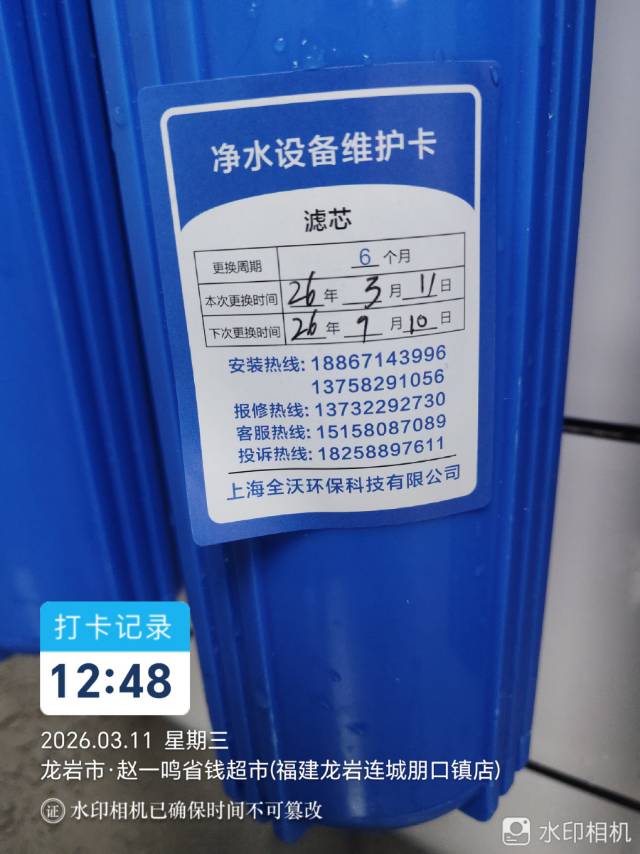 净水设备维护卡
滤芯
更换周期 6 个月
本次更换时间 26 年 3 月 11 日
下次更换时间 26 年 9 月 10 日
安装热线: 18867143996
13758291056
报修热线: 13732292730
客服热线: 15158087089
投诉热线: 18258897611
上海全沃环保科技有限公司
打卡记录
12:48
2026.03.11 星期三
龙岩市·赵一鸣省钱超市(福建龙岩连城朋口镇店)
证 水印相机已确保时间不可篡改
水印相机